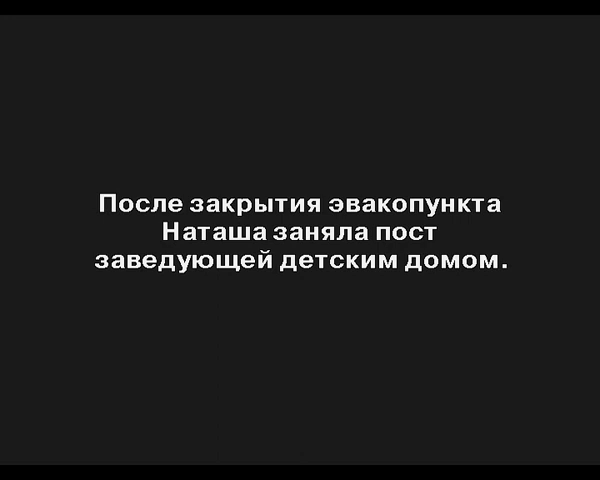 После закрытия эвакопункта
Наташа заняла пост
заведующей детским домом.